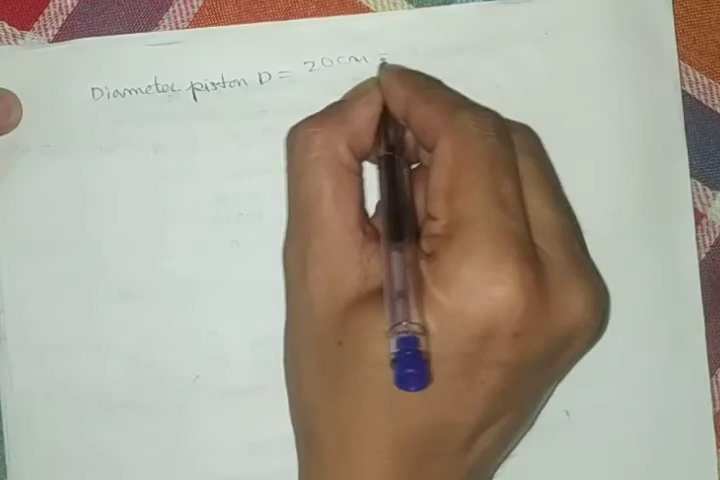 Diameter piston D = 20cm =